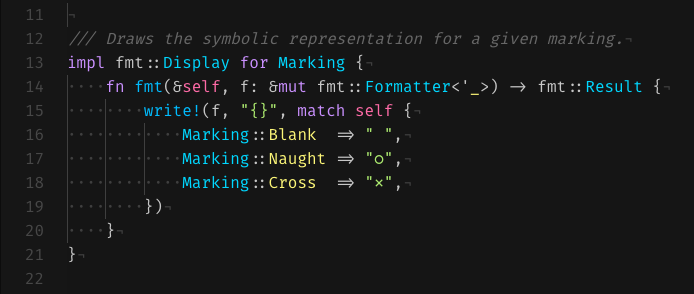 11
12 /// Draws the symbolic representation for a given marking.
13 impl fmt::Display for Marking {
14     fn fmt(&self, f: &mut fmt::Formatter<'_>) -> fmt::Result {
15         write!(f, "{}", match self {
16             Marking::Blank  => " ",
17             Marking::Naught => "○",
18             Marking::Cross  => "×",
19         })
20     }
21 }
22